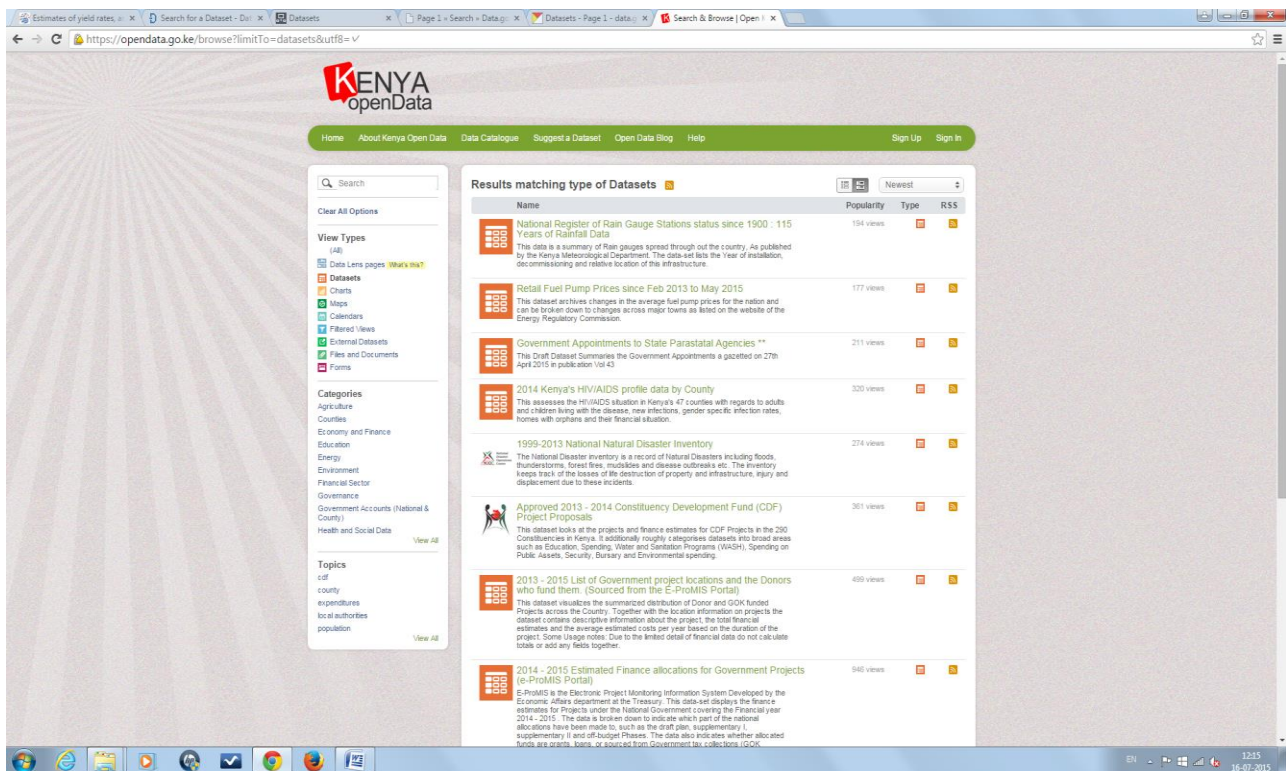 Estimates of yield rates, a
Search for a Dataset - Dat
Datasets
Page 1 » Search » Data.go
Datasets - Page 1 - data.g
Search & Browse | Open K
https://opendata.go.ke/browse?limitTo=datasets&utf8=✓
KENYA
openData
Home About Kenya Open Data Data Catalogue Suggest a Dataset Open Data Blog Help Sign Up Sign In
Search
Clear All Options
View Types
(All)
Data Lens pages What's this?
Datasets
Charts
Maps
Calendars
Filtered Views
External Datasets
Files and Documents
Forms
Categories
Agriculture
Counties
Economy and Finance
Education
Energy
Environment
Financial Sector
Governance
Government Accounts (National &
County)
Health and Social Data
View All
Topics
cdf
county
expenditures
local authorities
population
View All
Results matching type of Datasets
Newest
Name Popularity Type RSS
National Register of Rain Gauge Stations status since 1900 : 115 194 views
Years of Rainfall Data
This data is a summary of Rain gauges spread through out the country, As published
by the Kenya Meteorological Department. The data-set lists the Year of installation,
decommissioning and relative location of this infrastructure.
Retail Fuel Pump Prices since Feb 2013 to May 2015 177 views
This dataset archives changes in the average fuel pump prices for the nation and
can be broken down to changes across major towns as listed on the website of the
Energy Regulatory Commission.
Government Appointments to State Parastatal Agencies ** 211 views
This Draft Dataset Summaries the Government Appointments a gazetted on 27th
April 2015 in publication Vol 43
2014 Kenya's HIV/AIDS profile data by County 320 views
This assesses the HIV/AIDS situation in Kenya's 47 counties with regards to adults
and children living with the disease, new infections, gender specific infection rates,
homes with orphans and their financial situation.
1999-2013 National Natural Disaster Inventory 274 views
The National Disaster inventory is a record of Natural Disasters including floods,
thunderstorms, forest fires, mudslides and disease outbreaks etc. The inventory
keeps track of the losses of life destruction of property and infrastructure, injury and
displacement due to these incidents.
Approved 2013 - 2014 Constituency Development Fund (CDF) 361 views
Project Proposals
This dataset looks at the projects and finance estimates for CDF Projects in the 290
Constituencies in Kenya. It additionally roughly categorises datasets into broad areas
such as Education, Spending, Water and Sanitation Programs (WASH), Spending on
Public Assets, Security, Bursary and Environmental spending.
2013 - 2015 List of Government project locations and the Donors 499 views
who fund them. (Sourced from the E-ProMIS Portal)
This dataset visualizes the summarized distribution of Donor and GOK funded
Projects across the Country. Together with the location information on projects the
dataset contains descriptive information about the project, the total financial
estimates and the average estimated costs per year based on the duration of the
project. Some Usage notes: Due to the limited detail of financial data do not calculate
totals or add any fields together.
2014 - 2015 Estimated Finance allocations for Government Projects 946 views
(e-ProMIS Portal)
E-ProMIS is the Electronic Project Monitoring Information System Developed by the
Economic Affairs department at the Treasury. This data-set displays the finance
estimates for Projects under the National Government covering the Financial year
2014 - 2015 . The data is broken down to indicate which part of the national
allocations have been made to, such as the draft plan, supplementary I,
supplementary II and off-budget Phases. The data also indicates whether allocated
funds are grants, loans, or sourced from Government tax collections (GOK
EN
12:15
16-07-2015